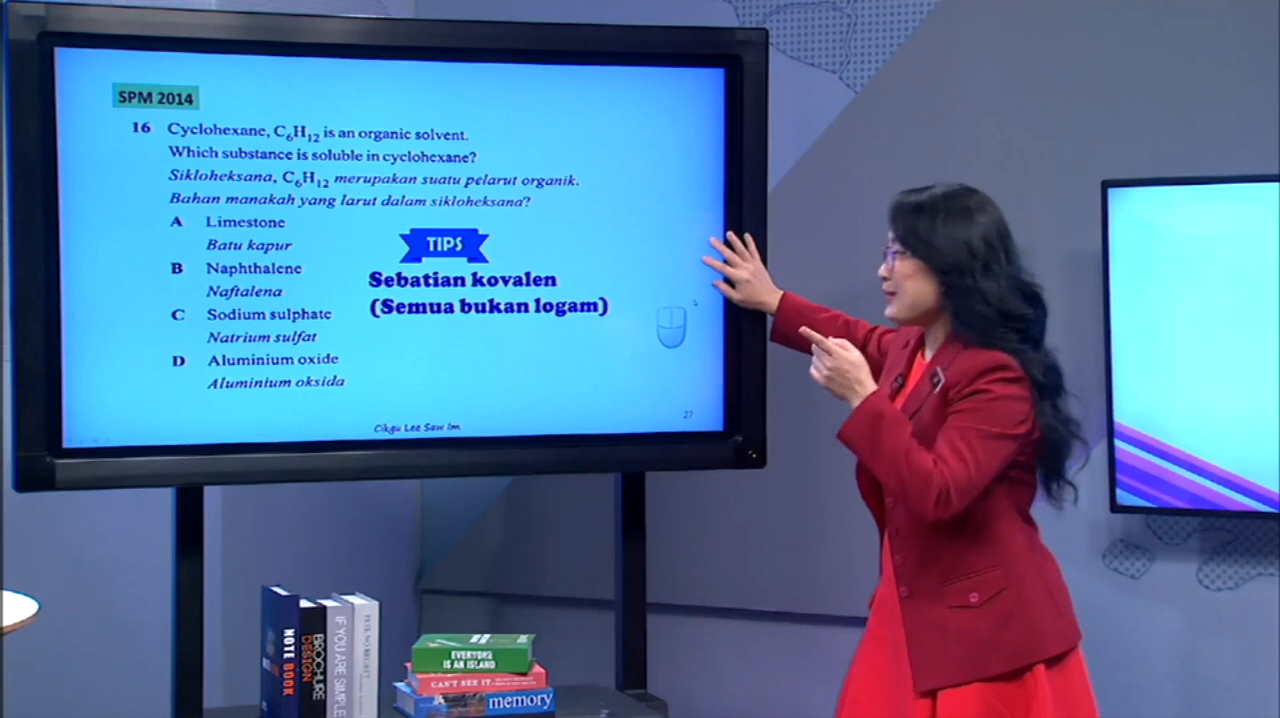 SPM 2014
16 Cyclohexane, C₆H₁₂ is an organic solvent.
Which substance is soluble in cyclohexane?
Sikloheksana, C₆H₁₂ merupakan suatu pelarut organik.
Bahan manakah yang larut dalam sikloheksana?
A Limestone
Batu kapur
B Naphthalene
Naftalena
C Sodium sulphate
Natrium sulfat
D Aluminium oxide
Aluminium oksida
TIPS
Sebatian kovalen
(Semua bukan logam)
Cikgu Lee Saw Im
27
NOTE BOOK
BROCHURE DESIGN
IF YOU ARE SIMPLE
FEEL NO REGRET
EVERYONE
IS AN ISLAND
CAN'T SEE IT
memory